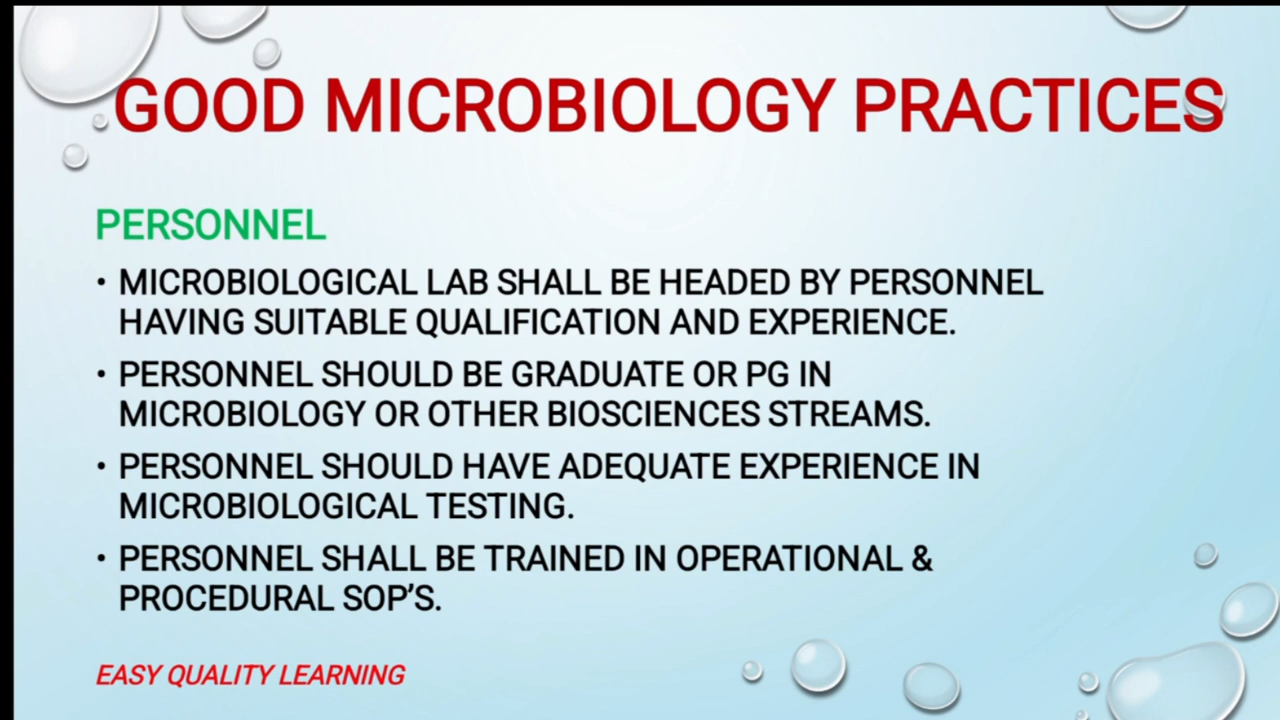 GOOD MICROBIOLOGY PRACTICES
PERSONNEL
• MICROBIOLOGICAL LAB SHALL BE HEADED BY PERSONNEL
HAVING SUITABLE QUALIFICATION AND EXPERIENCE.
• PERSONNEL SHOULD BE GRADUATE OR PG IN
MICROBIOLOGY OR OTHER BIOSCIENCES STREAMS.
• PERSONNEL SHOULD HAVE ADEQUATE EXPERIENCE IN
MICROBIOLOGICAL TESTING.
• PERSONNEL SHALL BE TRAINED IN OPERATIONAL &
PROCEDURAL SOP’S.
EASY QUALITY LEARNING